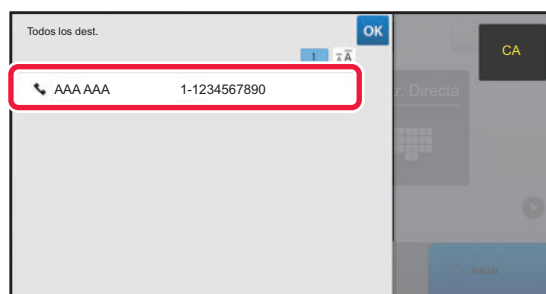 Todos los dest.
OK
CA
1
AAA AAA 1-1234567890
r. Directa
Iniciar